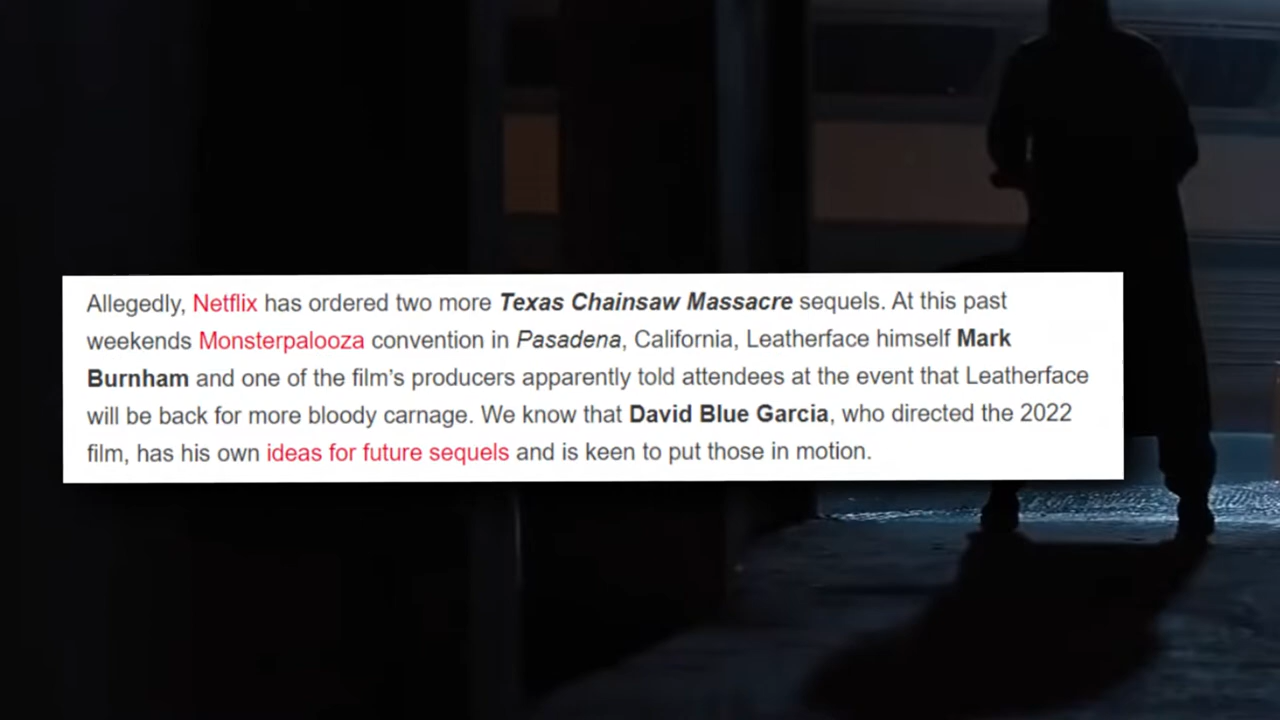 Allegedly, Netflix has ordered two more Texas Chainsaw Massacre sequels. At this past
weekends Monsterpalooza convention in Pasadena, California, Leatherface himself Mark
Burnham and one of the film’s producers apparently told attendees at the event that Leatherface
will be back for more bloody carnage. We know that David Blue Garcia, who directed the 2022
film, has his own ideas for future sequels and is keen to put those in motion.